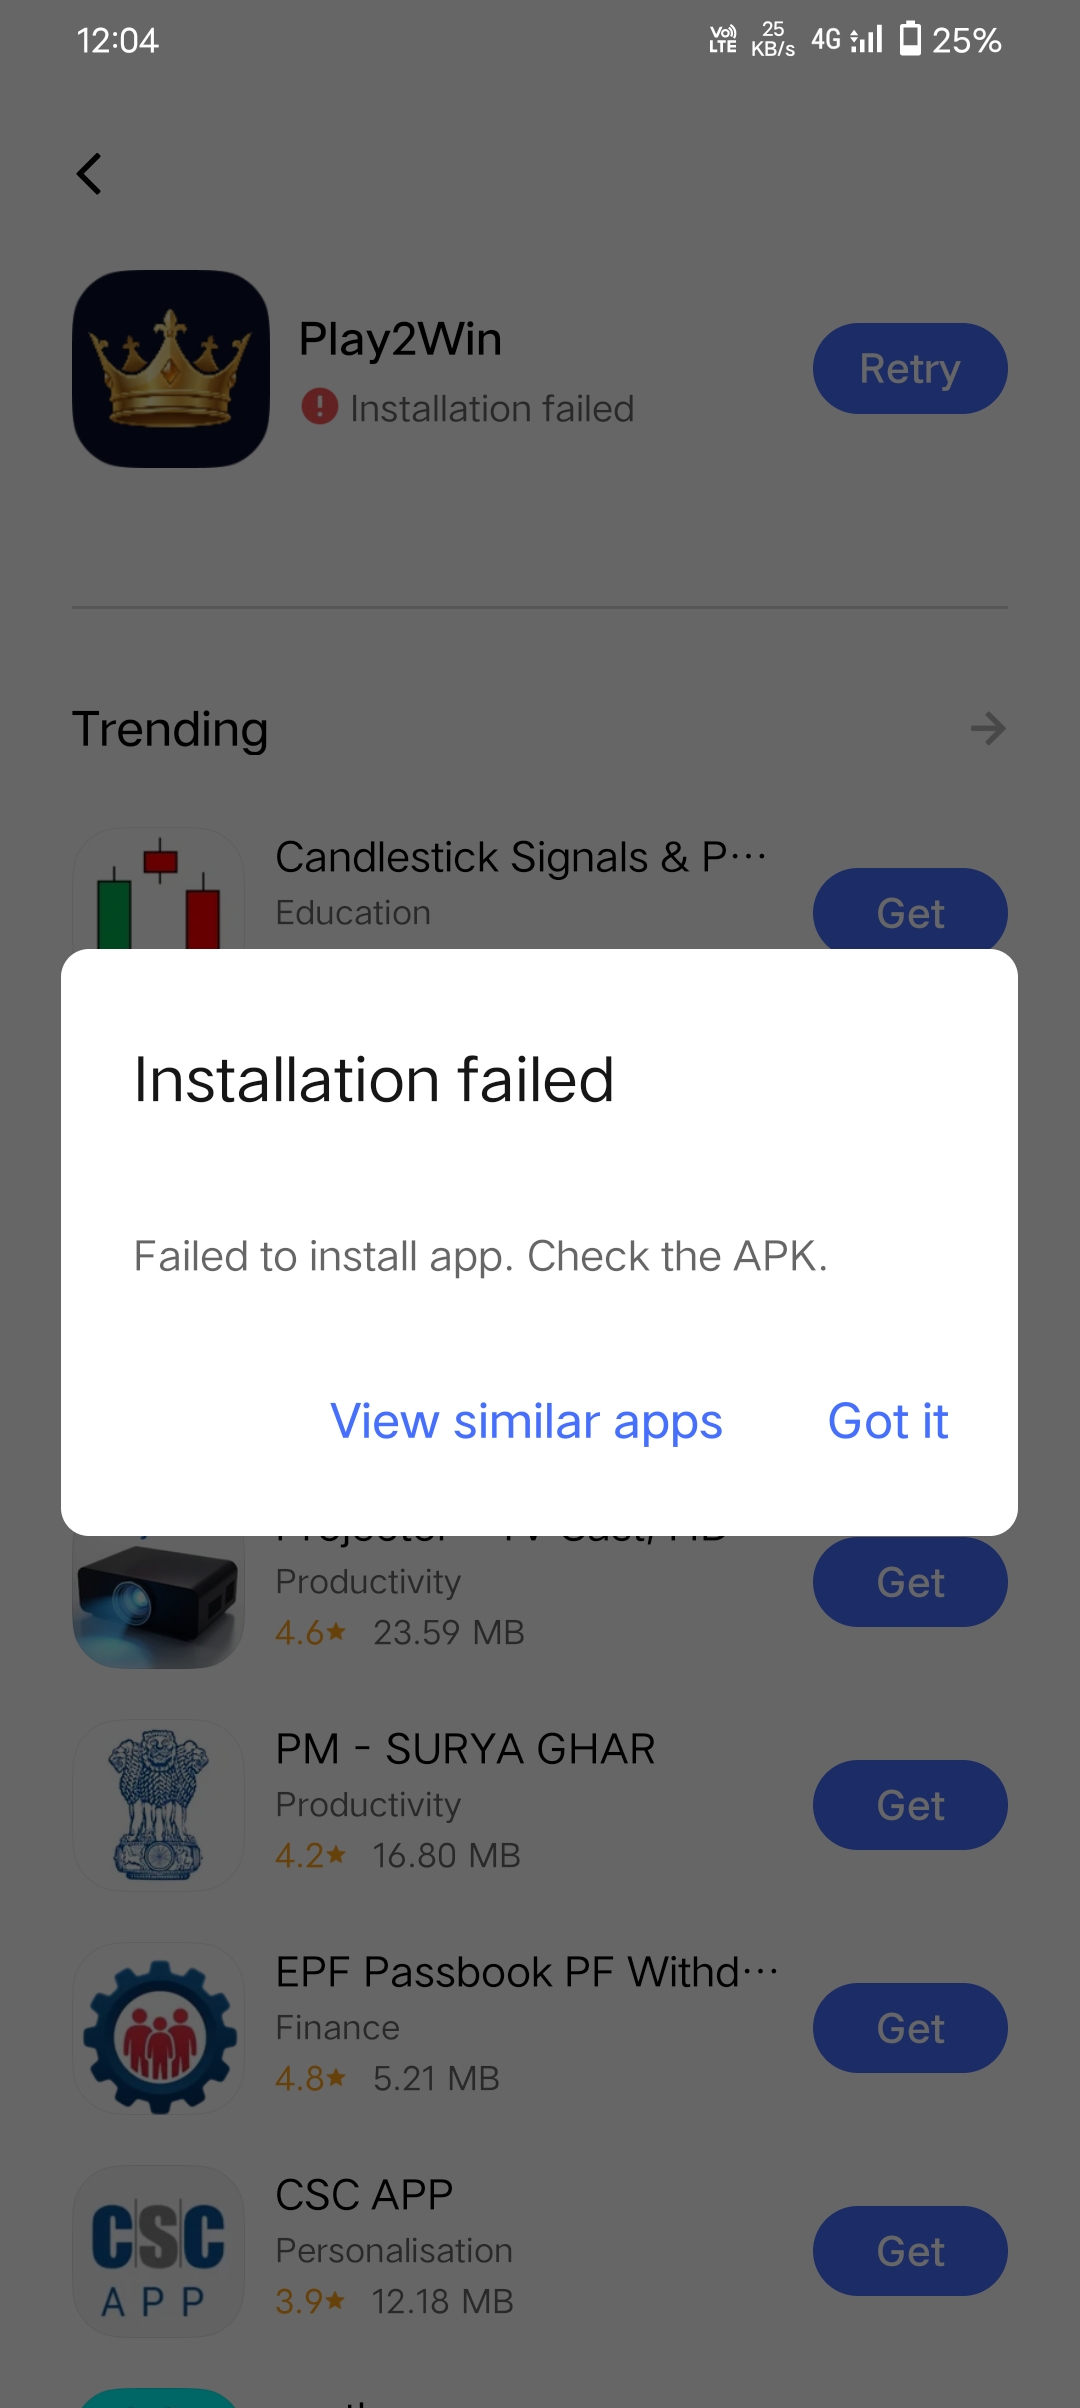 12:04
Vo)) LTE 25 KB/s 4G 25%
Play2Win
Installation failed
Retry
Trending
Candlestick Signals & P···
Education
Get
Installation failed
Failed to install app. Check the APK.
View similar apps
Got it
Productivity
4.6★ 23.59 MB
Get
PM - SURYA GHAR
Productivity
4.2★ 16.80 MB
Get
EPF Passbook PF Withd···
Finance
4.8★ 5.21 MB
Get
CSC APP
CSC APP
Personalisation
3.9★ 12.18 MB
Get